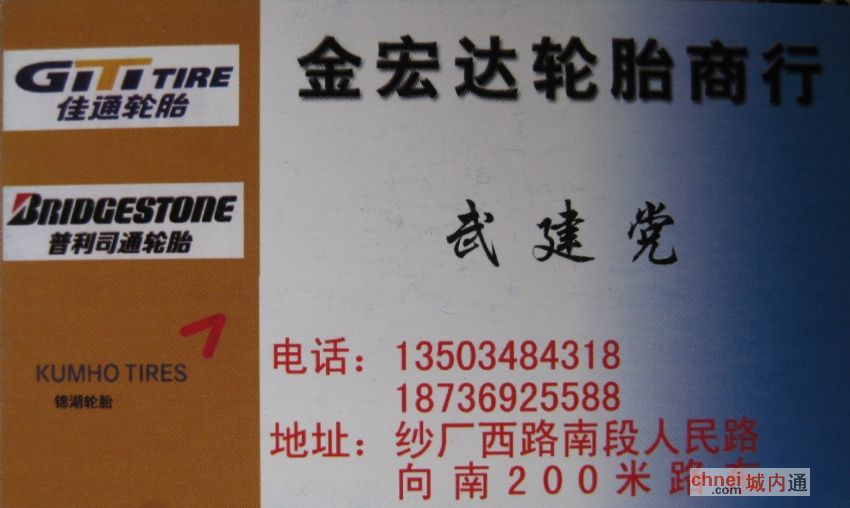 GiTi TIRE
佳通轮胎
BRIDGESTONE
普利司通轮胎
KUMHO TIRES
锦湖轮胎
金宏达轮胎商行
武建党
电话：13503484318
18736925588
地址：纱厂西路南段人民路
向南200米路
chnei.com城内通